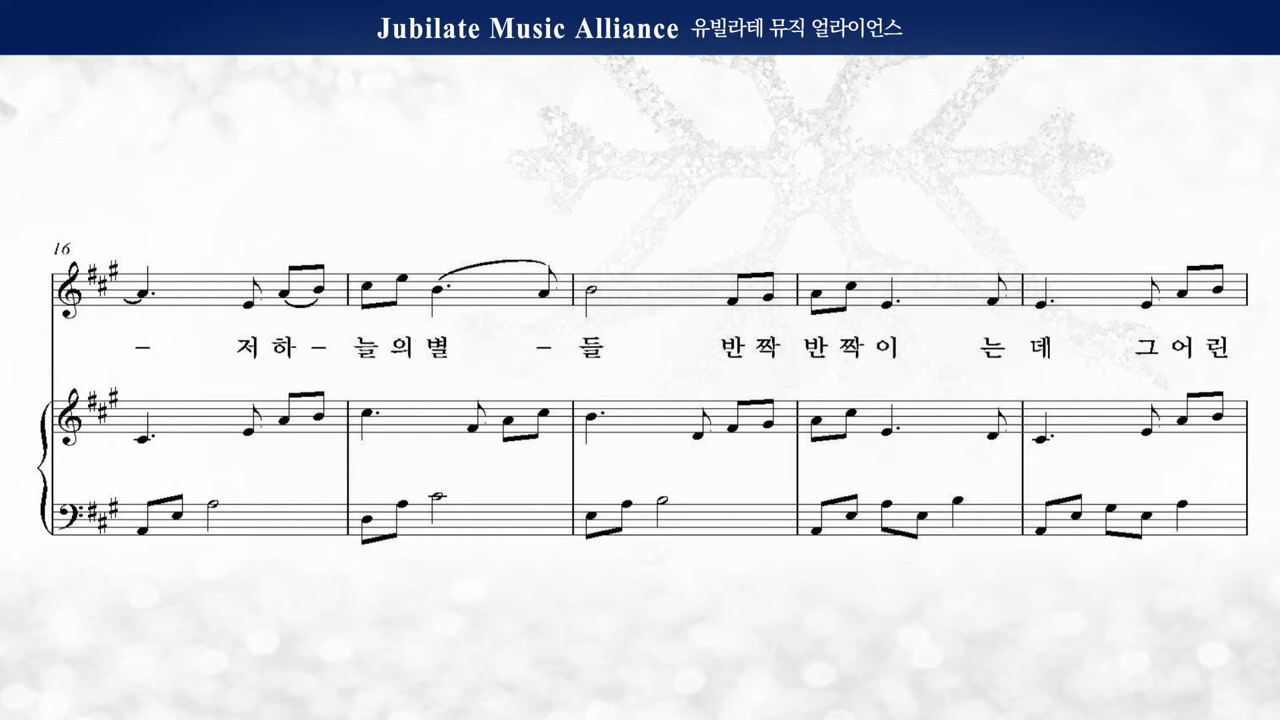 Jubilate Music Alliance 유빌라테 뮤직 얼라이언스
16
– 저 하 – 늘 의 별 – 들 반 짝 반 짝 이 는 데 그 어 린